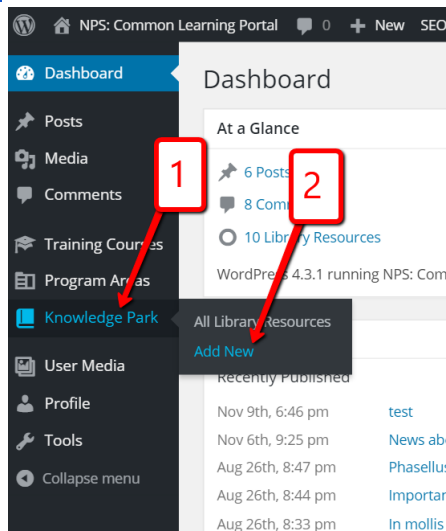 NPS: Common Learning Portal 0 + New SEO
Dashboard
Posts
Media
Comments
Training Courses
Program Areas
Knowledge Park
All Library Resources
Add New
User Media
Profile
Tools
Collapse menu
1
2
Dashboard
At a Glance
6 Posts
8 Com
10 Library Resources
WordPress 4.3.1 running NPS: Com
Recently Published
Nov 9th, 6:46 pm test
Nov 6th, 9:25 pm News abo
Aug 26th, 8:47 pm Phasellus
Aug 26th, 8:44 pm Importan
Aug 26th, 8:33 pm In mollis